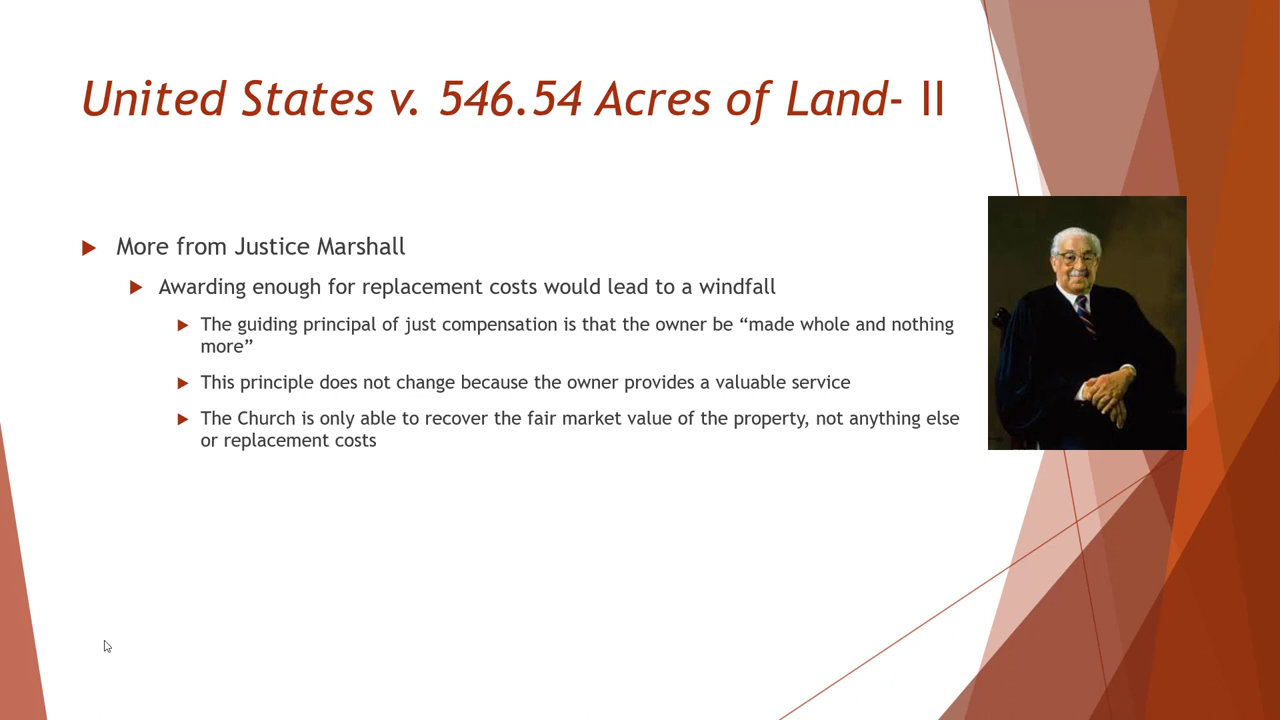 United States v. 546.54 Acres of Land- II
More from Justice Marshall
Awarding enough for replacement costs would lead to a windfall
The guiding principal of just compensation is that the owner be “made whole and nothing
more”
This principle does not change because the owner provides a valuable service
The Church is only able to recover the fair market value of the property, not anything else
or replacement costs